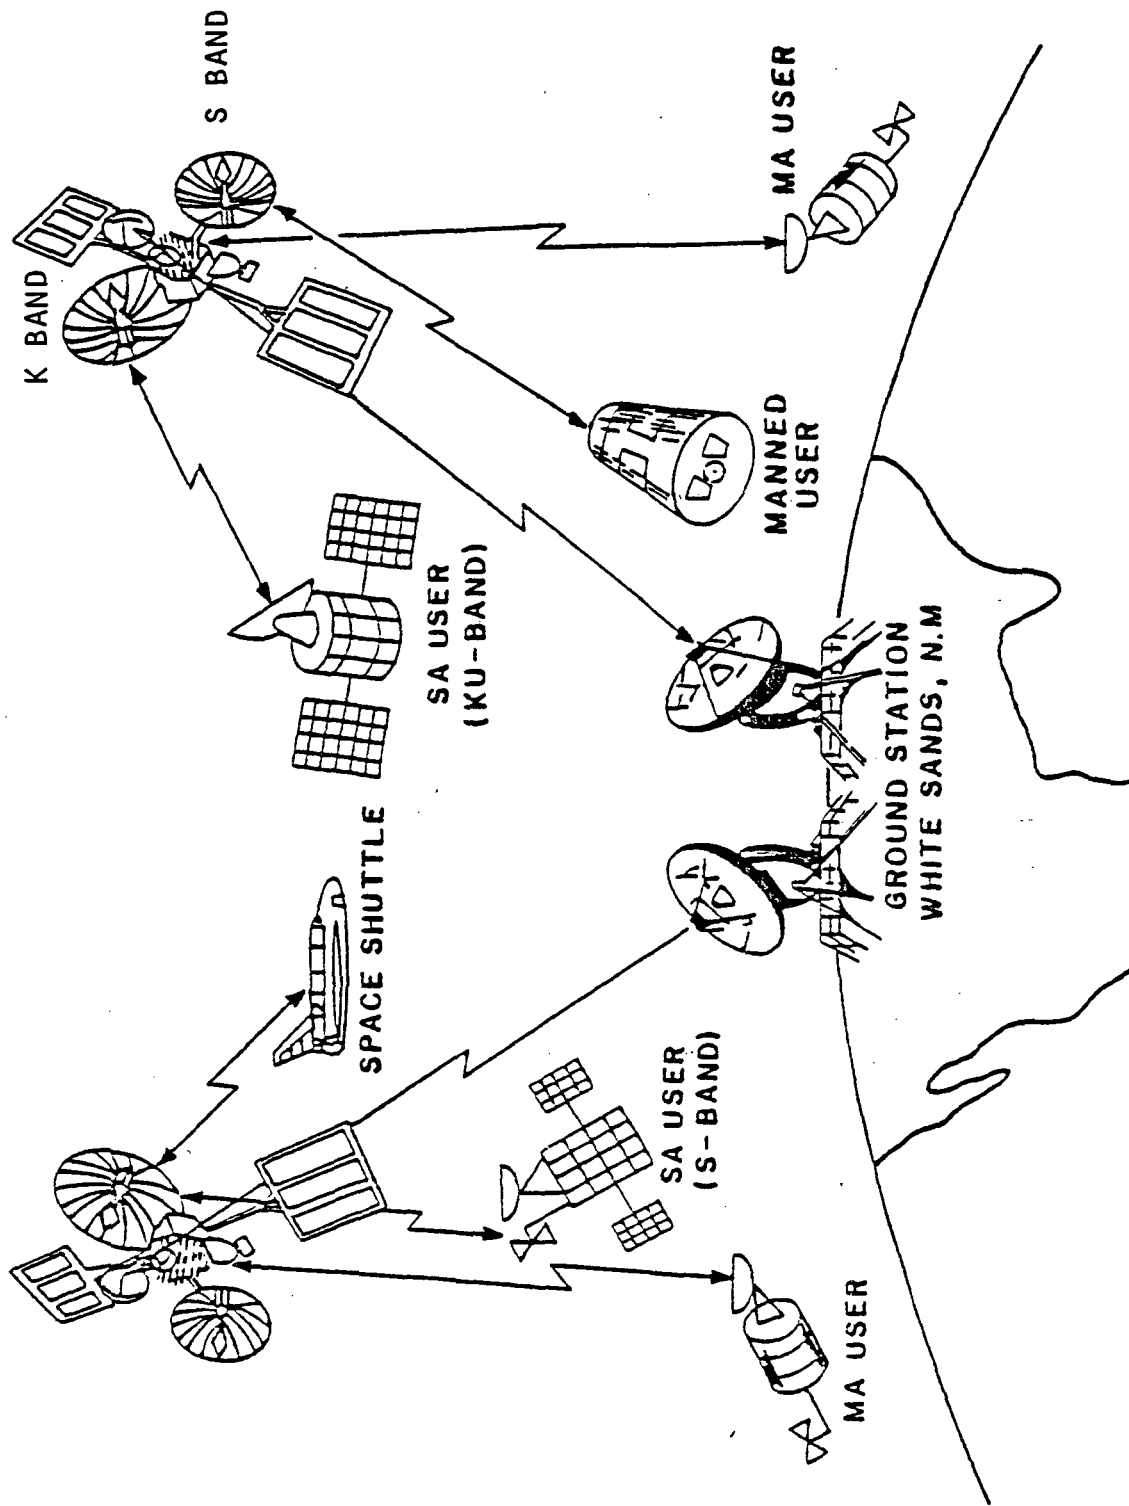 K BAND
S BAND
SPACE SHUTTLE
SA USER
(KU-BAND)
SA USER
(S-BAND)
MANNED
USER
MA USER
MA USER
GROUND STATION
WHITE SANDS, N.M